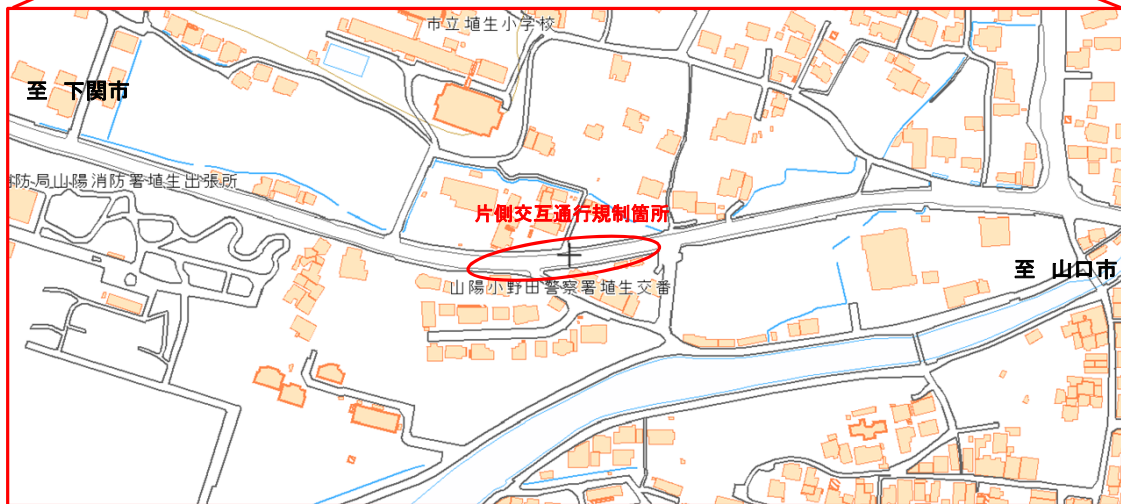 市立埴生小学校
至 下関市
防局山陽消防署埴生出張所
片側交互通行規制箇所
至 山口市
山陽小野田警察署埴生交番